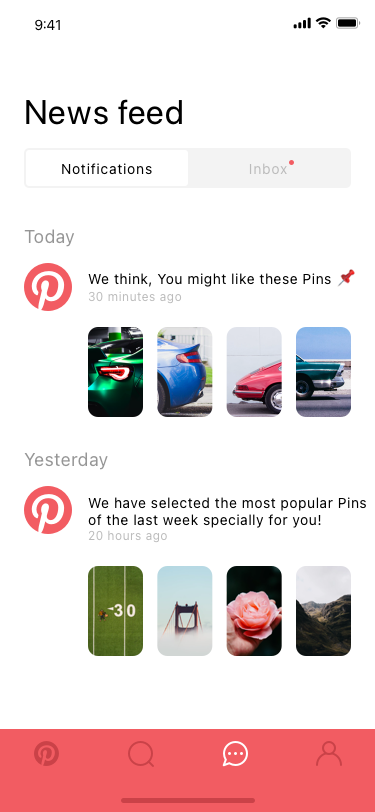 9:41
News feed
Notifications
Inbox
Today
We think, You might like these Pins 📌
30 minutes ago
Yesterday
We have selected the most popular Pins
of the last week specially for you!
20 hours ago
30